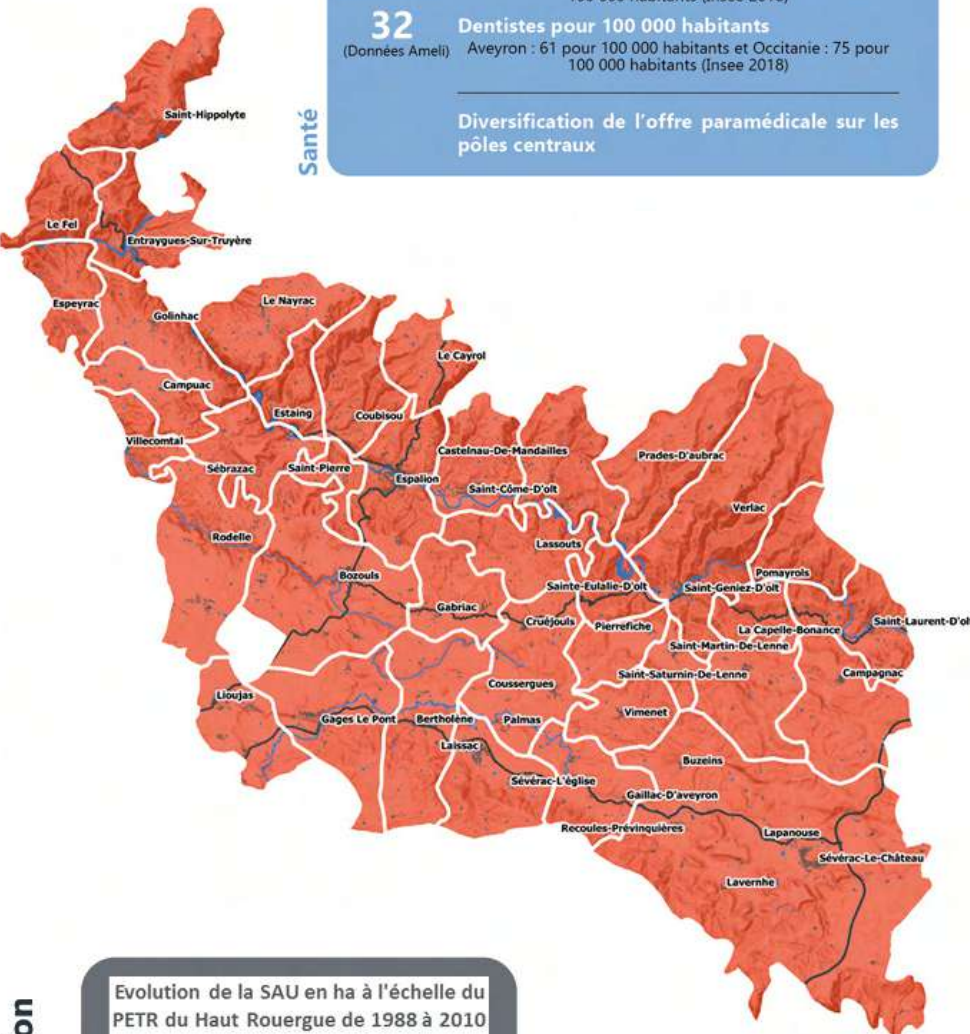 100 000 habitants (Insee 2018)
32
Dentistes pour 100 000 habitants
(Données Ameli)
Aveyron : 61 pour 100 000 habitants et Occitanie : 75 pour
100 000 habitants (Insee 2018)
Santé
Diversification de l'offre paramédicale sur les
pôles centraux
Saint-Hippolyte
Le Fel
Entraygues-Sur-Truyère
Espeyrac
Golinhac
Le Nayrac
Le Cayrol
Campuac
Estaing
Coubisou
Villecomtal
Sébrazac
Saint-Pierre
Espalion
Castelnau-De-Mandailles
Prades-D'aubrac
Saint-Côme-D'olt
Verlac
Rodelle
Lassouts
Bozouls
Sainte-Eulalie-D'olt
Saint-Geniez-D'olt
Pomayrols
Gabriac
Cruéjouls
Pierrefiche
La Capelle-Bonance
Saint-Laurent-D'olt
Saint-Martin-De-Lenne
Saint-Saturnin-De-Lenne
Campagnac
Lioujas
Coussergues
Gages Le Pont
Bertholène
Palmas
Vimenet
Laissac
Buzeins
Sévérac-L'église
Gaillac-D'aveyron
Recoules-Prévinquières
Lapanouse
Sévérac-Le-Château
Lavernhe
on
Evolution de la SAU en ha à l'échelle du
PETR du Haut Rouergue de 1988 à 2010